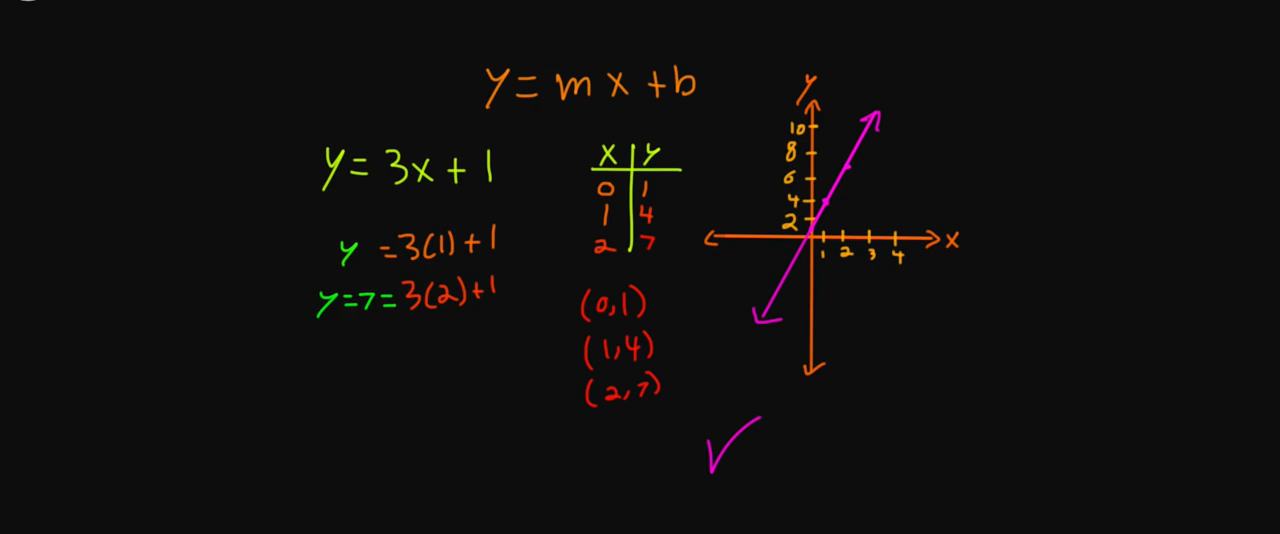 y = mx + b
y = 3x + 1
y = 3(1) + 1
y = 7 = 3(2) + 1
x y
0 1
1 4
2 7
(0,1)
(1,4)
(2,7)
y
10
8
6
4
2
1 2 3 4
x